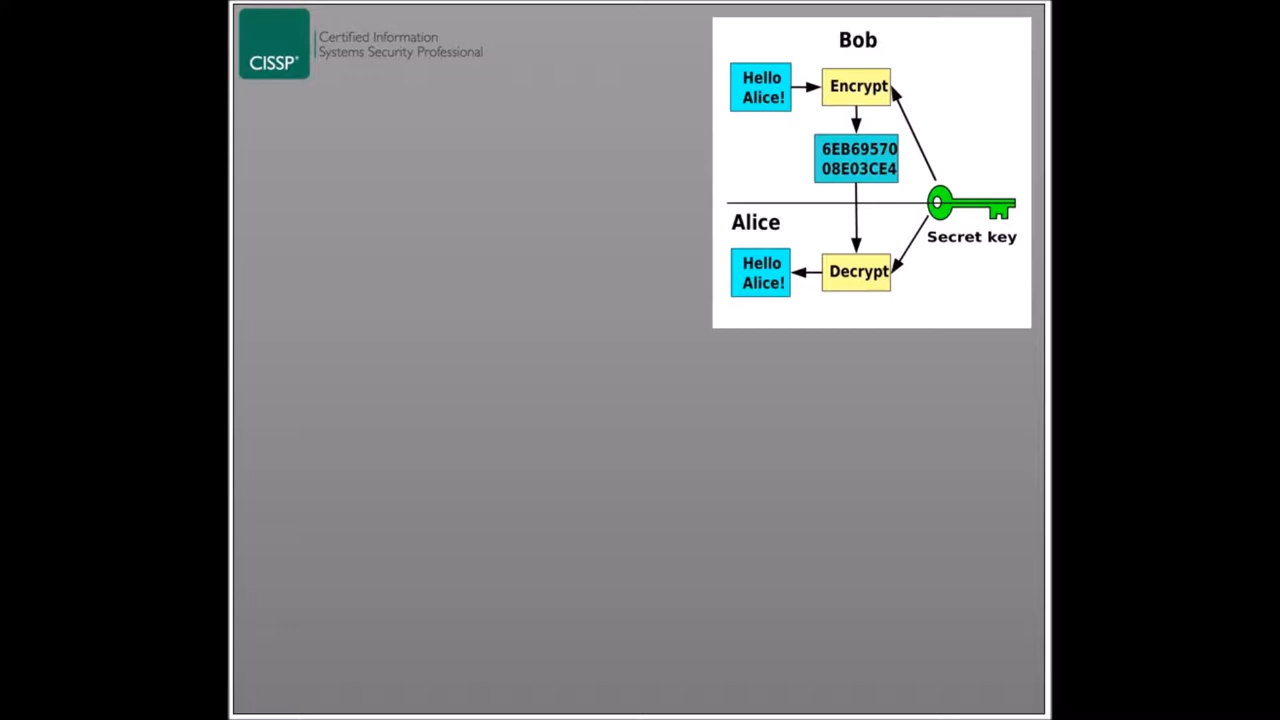 CISSP®
Certified Information
Systems Security Professional
Bob
Hello
Alice!
Encrypt
6EB69570
08E03CE4
Alice
Secret key
Hello
Alice!
Decrypt